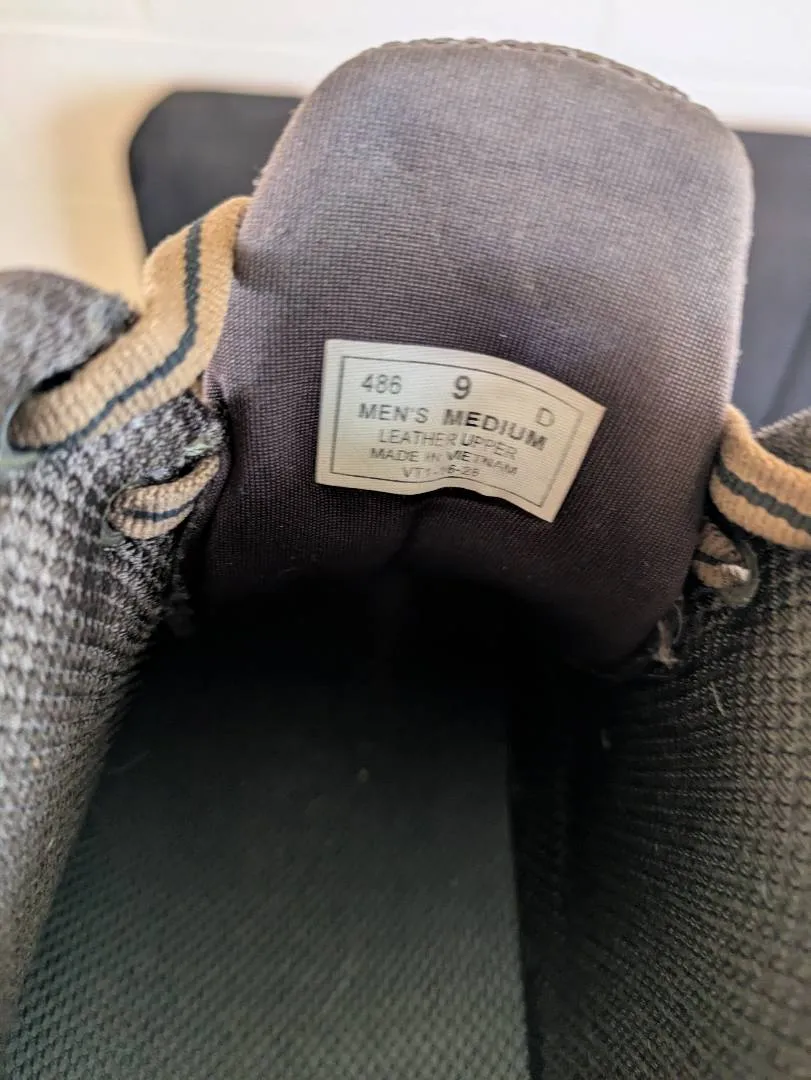 486 9 D
MEN'S MEDIUM
LEATHER UPPER
MADE IN VIETNAM